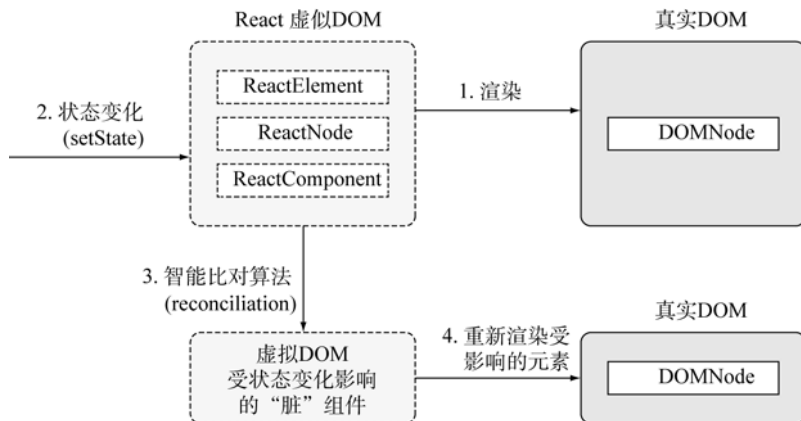 React 虚似DOM
真实DOM
ReactElement
ReactNode
ReactComponent
1. 渲染
DOMNode
2. 状态变化
(setState)
3. 智能比对算法
(reconciliation)
虚拟DOM
受状态变化影响
的“脏”组件
4. 重新渲染受
影响的元素
真实DOM
DOMNode